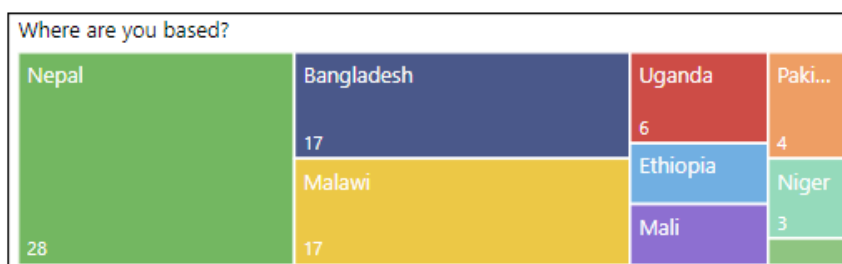 Where are you based?
Nepal
28
Bangladesh
17
Malawi
17
Uganda
6
Ethiopia
Mali
Paki...
4
Niger
3